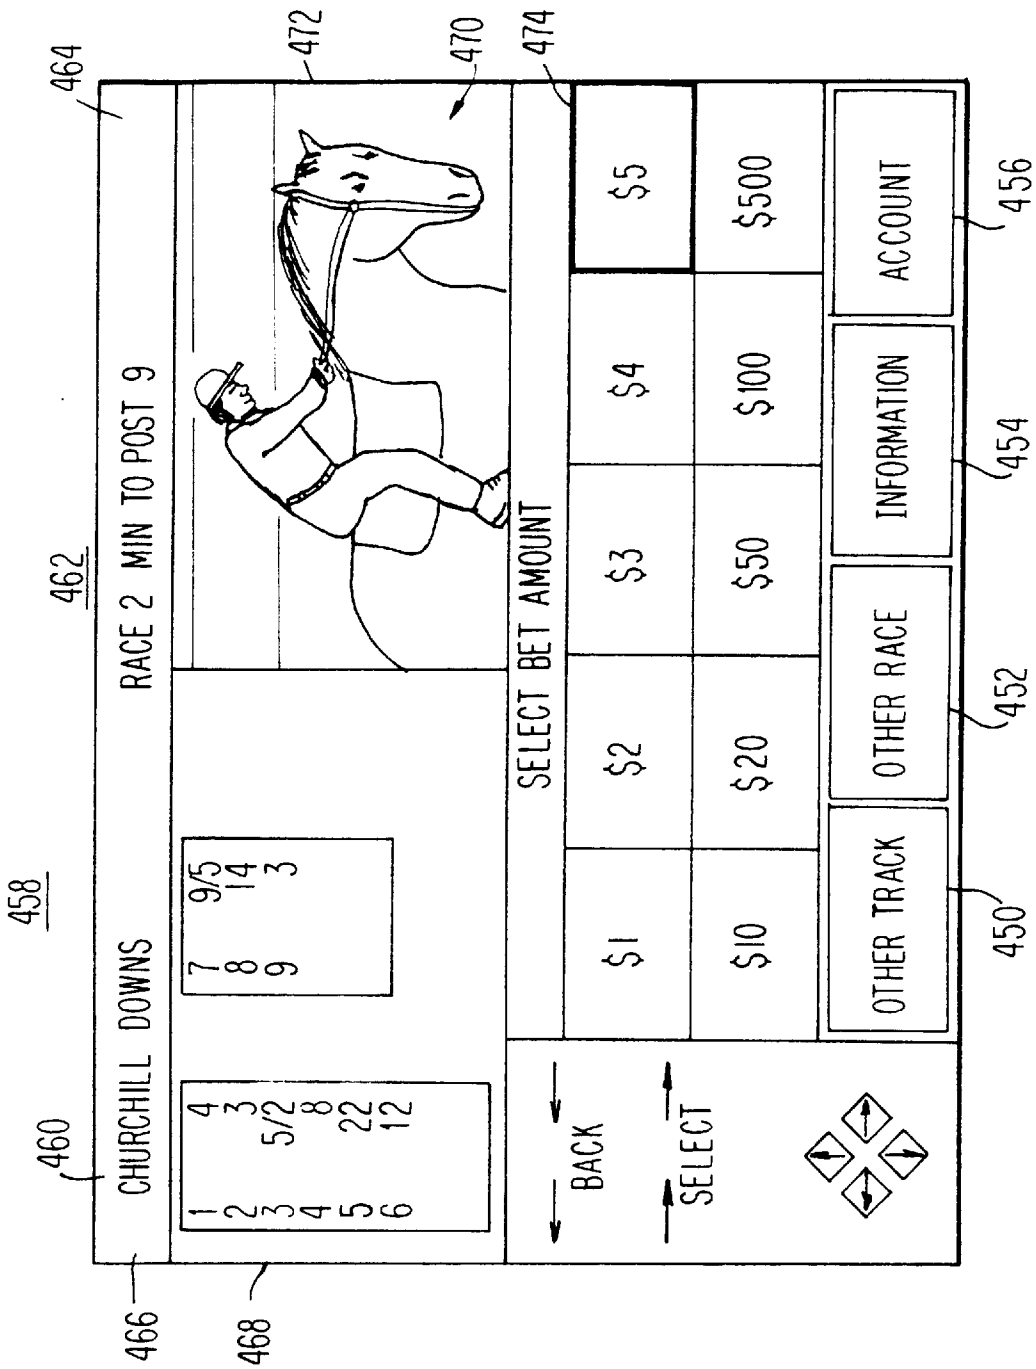 458
460
462
464
466
CHURCHILL DOWNS RACE 2 MIN TO POST 9
468
1 4
2 3
3 5/2
4 8
5 22
6 12
7 9/5
8 14
9 3
472
470
474
BACK
SELECT
SELECT BET AMOUNT
$1 $2 $3 $4 $5
$10 $20 $50 $100 $500
OTHER TRACK OTHER RACE INFORMATION ACCOUNT
450 452 454 456